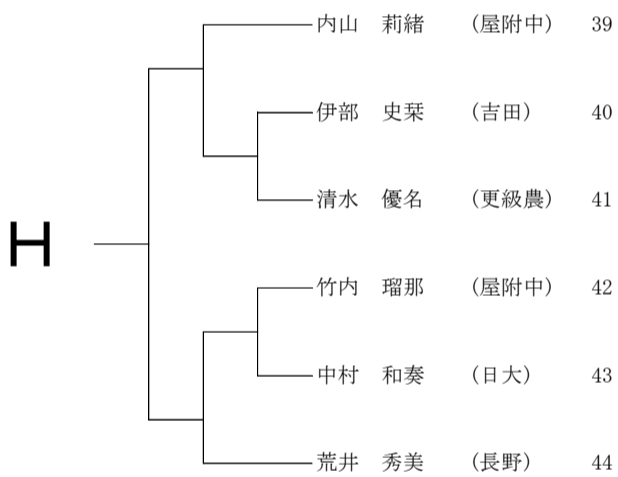 内山 莉緒 (屋附中) 39
伊部 史栞 (吉田) 40
清水 優名 (更級農) 41
H
竹内 瑠那 (屋附中) 42
中村 和奏 (日大) 43
荒井 秀美 (長野) 44